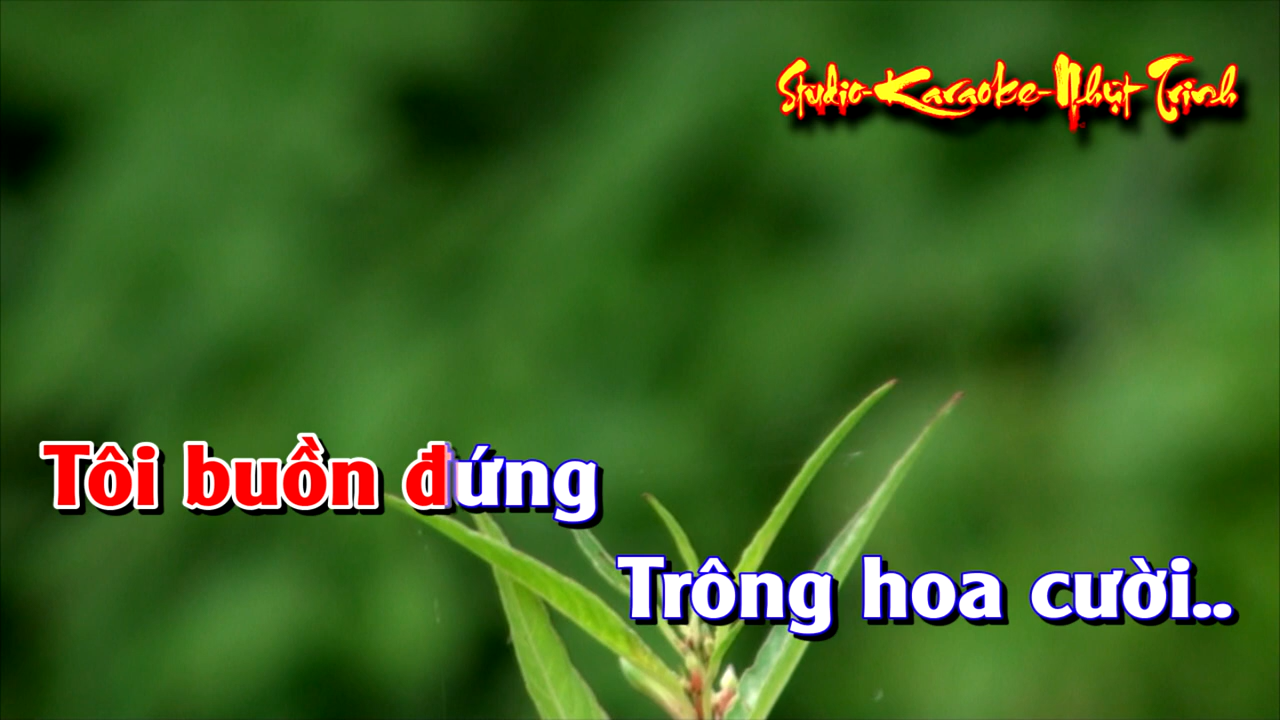 Studio-Karaoke-Nhựt Trinh
Tôi buồn đứng
Trông hoa cười..